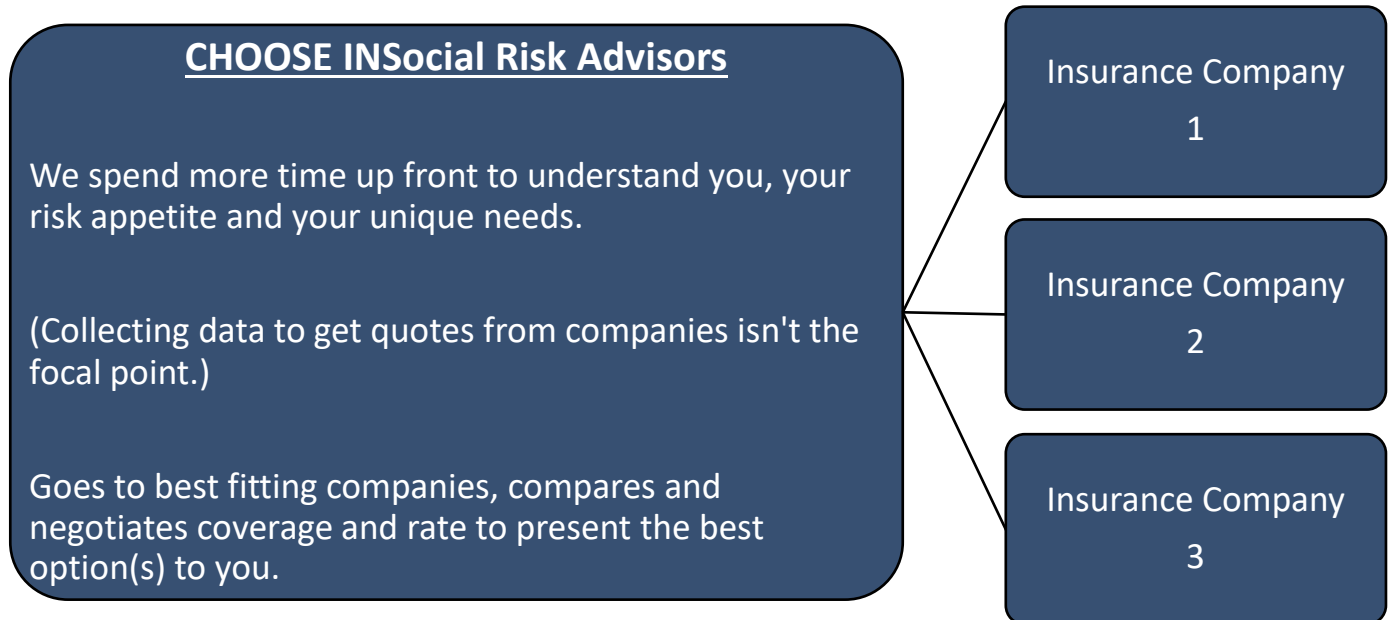 CHOOSE INSocial Risk Advisors
We spend more time up front to understand you, your
risk appetite and your unique needs.
(Collecting data to get quotes from companies isn't the
focal point.)
Goes to best fitting companies, compares and
negotiates coverage and rate to present the best
option(s) to you.
Insurance Company
1
Insurance Company
2
Insurance Company
3